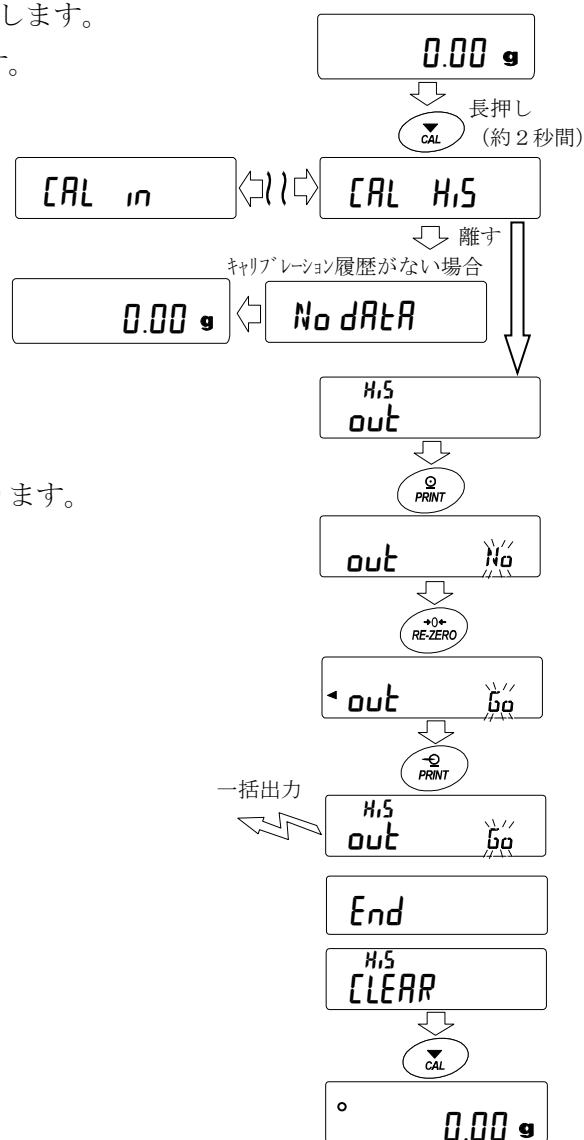 します。
す。
0.00 g
CAL
長押し
（約２秒間）
CAL in
CAL HiS
離す
ｷｬﾘﾌﾞﾚｰｼｮﾝ履歴がない場合
0.00 g
No dAtA
HiS
out
PRINT
ります。
out No
→0←
RE-ZERO
out Go
PRINT
一括出力
HiS
out Go
End
HiS
CLEAR
CAL
0.00 g